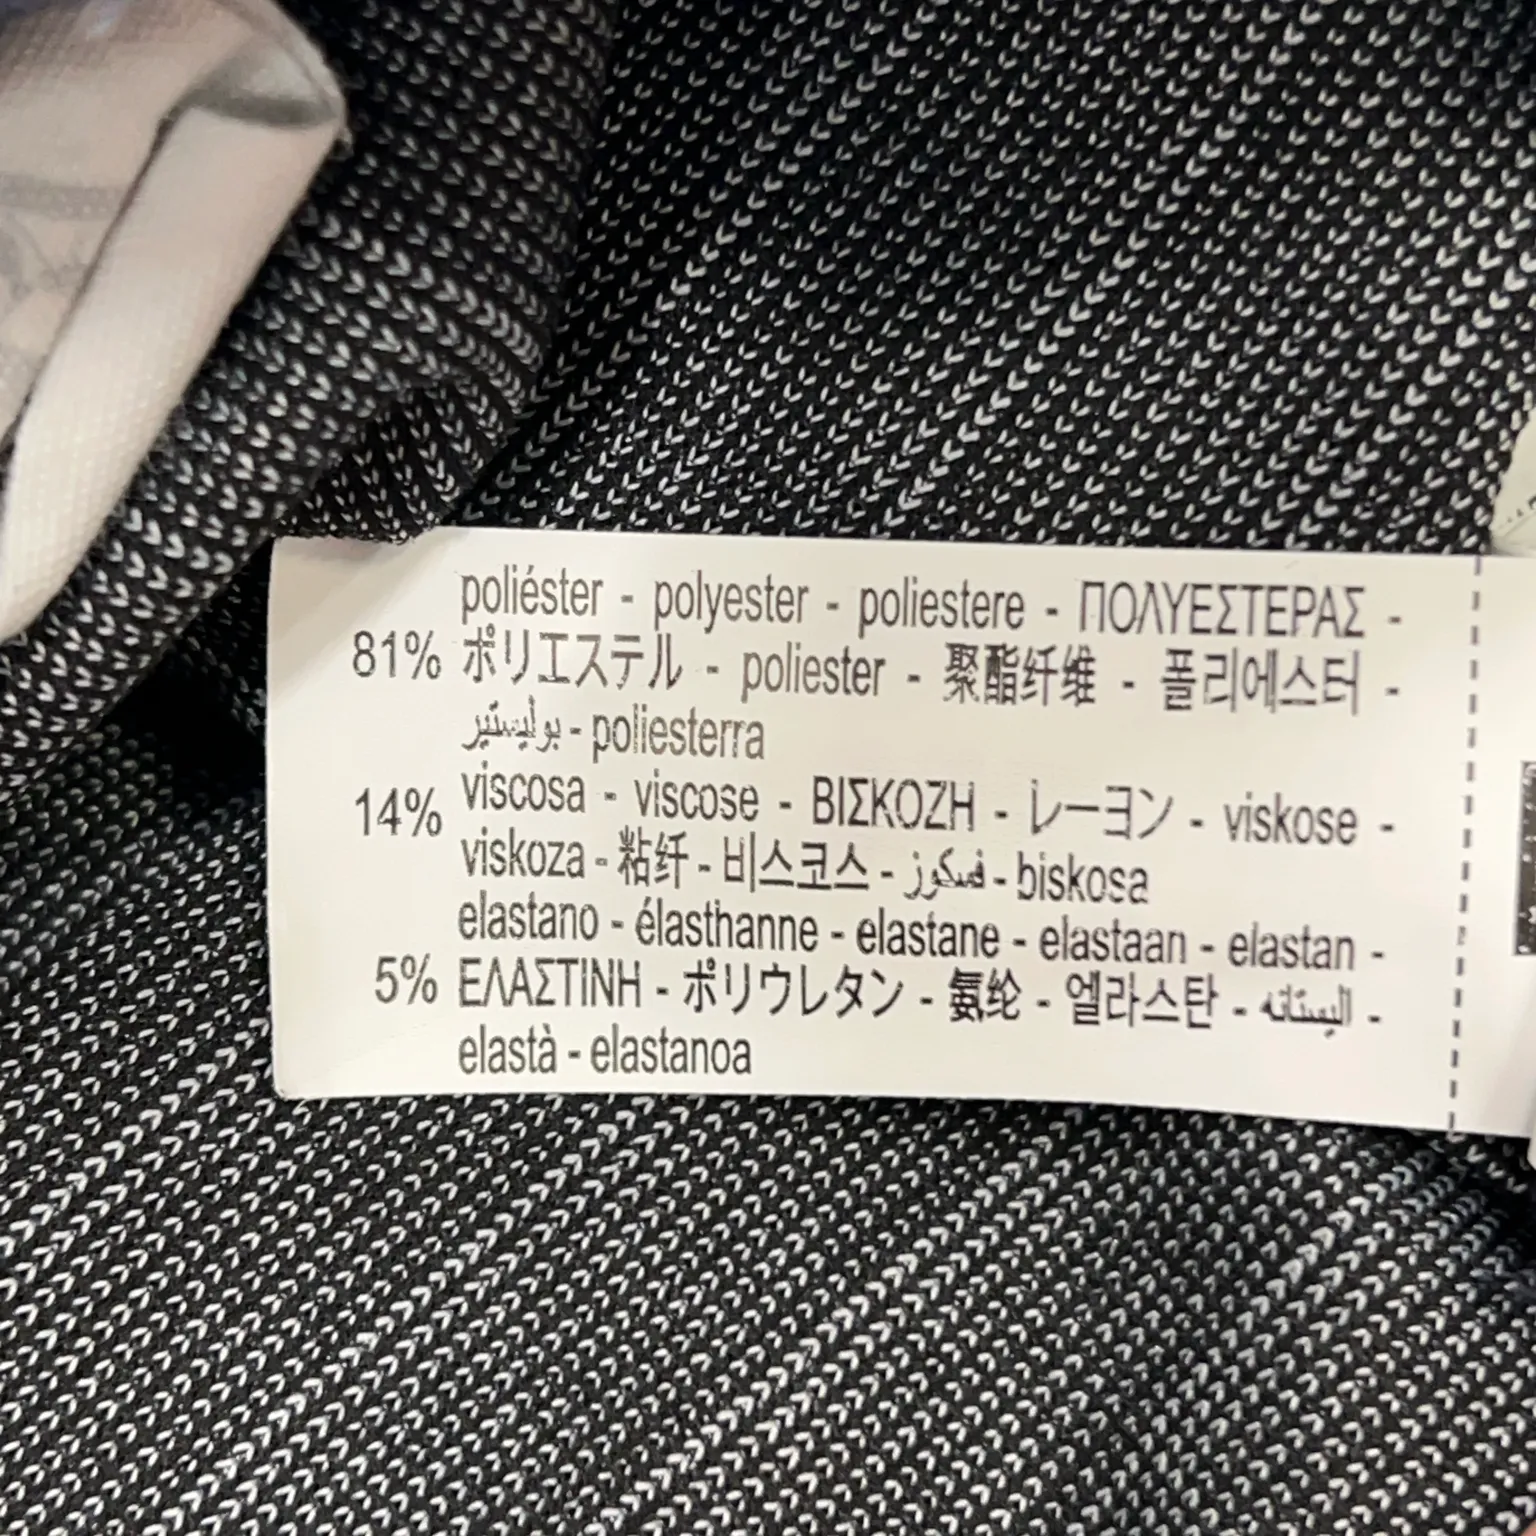 poliéster - polyester - poliestere - ΠΟΛΥΕΣΤΕΡΑΣ -
81% ポリエステル - poliester - 聚酯纤维 - 폴리에스터 -
بوليستير - poliesterra
14% viscosa - viscose - ΒΙΣΚΟΖΗ - レーヨン - viskose -
viskoza - 粘纤 - 비스코스 - فسكوز - biskosa
elastano - élasthanne - elastane - elastaan - elastan -
5% ΕΛΑΣΤΙΝΗ - ポリウレタン - 氨纶 - 엘라스탄 - اليستانه -
elastà - elastanoa